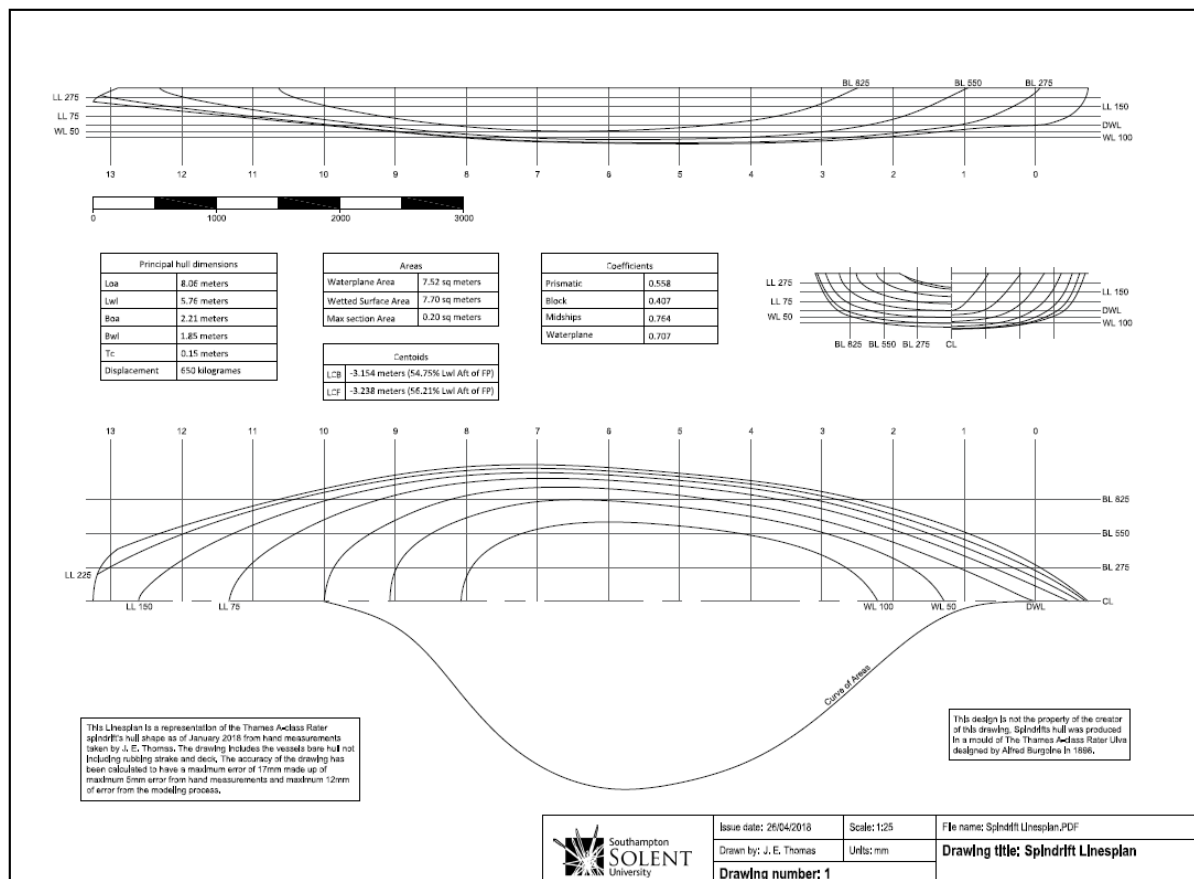 BL 825 BL 550 BL 275
LL 275
LL 150
LL 75
DWL
WL 50
WL 100
13 12 11 10 9 8 7 6 5 4 3 2 1 0
0 1000 2000 3000
Principal hull dimensions
Loa 8.06 meters
Lwl 5.76 meters
Boa 2.21 meters
Bwl 1.85 meters
Tc 0.15 meters
Displacement 650 kilogrames
Areas
Waterplane Area 7.52 sq meters
Wetted Surface Area 7.70 sq meters
Max section Area 0.20 sq meters
Centoids
LCB -3.154 meters (54.75% Lwl Aft of FP)
LCF -3.238 meters (56.21% Lwl Aft of FP)
Coefficients
Prismatic 0.558
Block 0.407
Midships 0.764
Waterplane 0.707
LL 275
LL 150
LL 75
DWL
WL 50
WL 100
BL 825 BL 550 BL 275 CL
13 12 11 10 9 8 7 6 5 4 3 2 1 0
BL 825
BL 550
BL 275
LL 225
CL
LL 150 LL 75 WL 100 WL 50 DWL
Curve of Areas
This Linesplan is a representation of the Thames A-class Rater
spindrift's hull shape as of January 2018 from hand measurements
taken by J. E. Thomas. The drawing includes the vessels bare hull not
including rubbing strake and deck. The accuracy of the drawing has
been calculated to have a maximum error of 17mm made up of
maximum 5mm error from hand measurements and maximum 12mm
of error from the modeling process.
This design is not the property of the creator
of this drawing. Spindrifts hull was produced
in a mould of The Thames A-class Rater Ulva
designed by Alfred Burgoine in 1898.
Southampton
SOLENT
University
Issue date: 26/04/2018 Scale: 1:25 File name: Spindrift Linesplan.PDF
Drawn by: J. E. Thomas Units: mm Drawing title: Spindrift Linesplan
Drawing number: 1